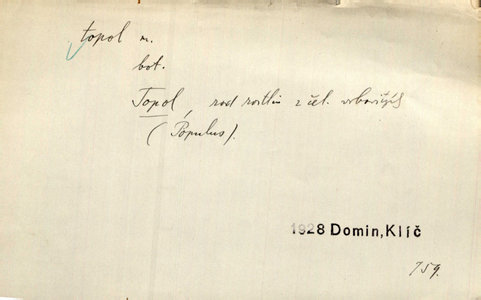 topol m.
bot.
Topol, rod rostlin z čel. vrbovitých
(Populus).
1928 Domin, Klíč
759.